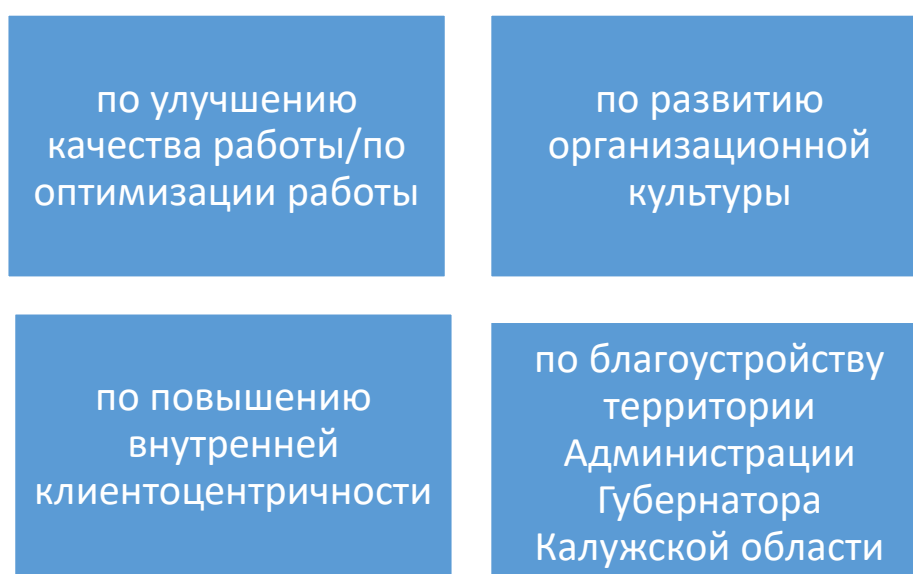 по улучшению
качества работы/по
оптимизации работы
по развитию
организационной
культуры
по повышению
внутренней
клиентоцентричности
по благоустройству
территории
Администрации
Губернатора
Калужской области